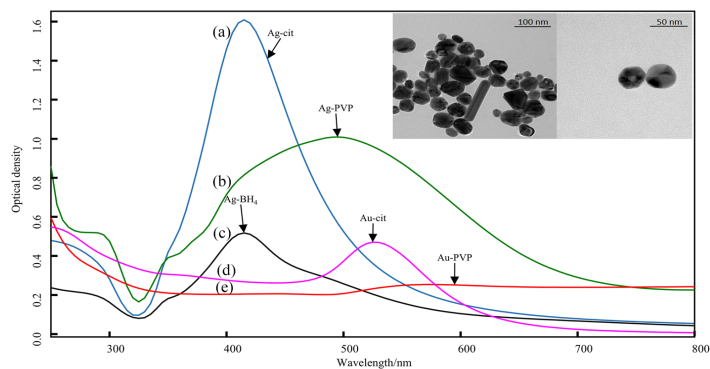 1.6
1.4
1.2
1.0
0.8
0.6
0.4
0.2
0.0
Optical density
(a)
Ag-cit
100 nm
50 nm
Ag-PVP
(b)
Ag-BH4
(c)
Au-cit
(d)
Au-PVP
(e)
300
400
500
600
700
800
Wavelength/nm